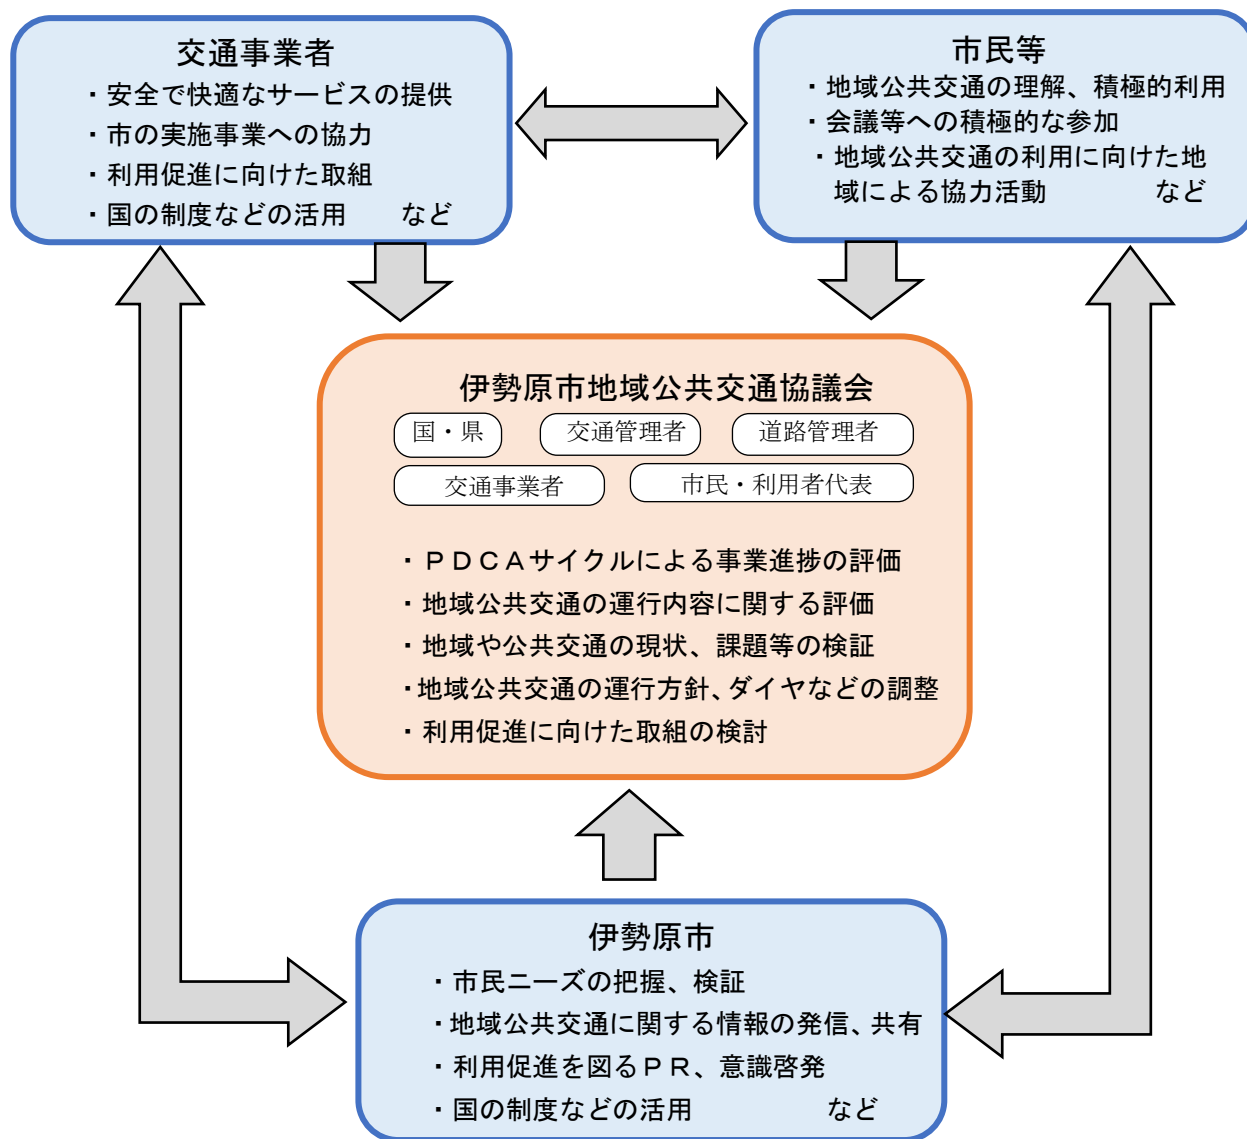 交通事業者
・安全で快適なサービスの提供
・市の実施事業への協力
・利用促進に向けた取組
・国の制度などの活用　　など
市民等
・地域公共交通の理解、積極的利用
・会議等への積極的な参加
・地域公共交通の利用に向けた地
域による協力活動　　　　など
伊勢原市地域公共交通協議会
国・県　交通管理者　道路管理者
交通事業者　市民・利用者代表
・ＰＤＣＡサイクルによる事業進捗の評価
・地域公共交通の運行内容に関する評価
・地域や公共交通の現状、課題等の検証
・地域公共交通の運行方針、ダイヤなどの調整
・利用促進に向けた取組の検討
伊勢原市
・市民ニーズの把握、検証
・地域公共交通に関する情報の発信、共有
・利用促進を図るＰＲ、意識啓発
・国の制度などの活用　　　　　など